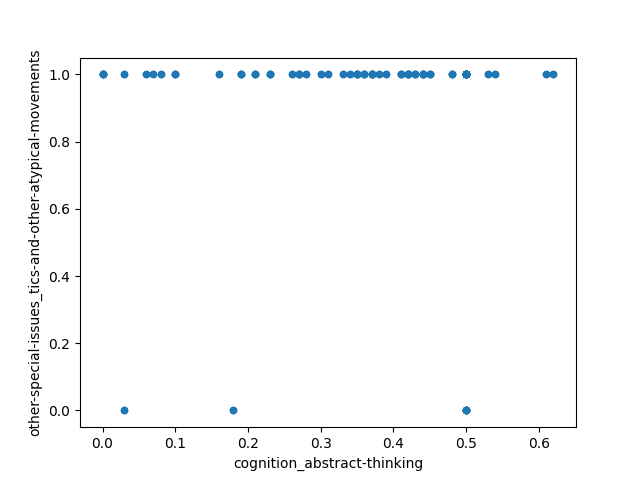 other-special-issues_tics-and-other-atypical-movements
1.0
0.8
0.6
0.4
0.2
0.0
0.0 0.1 0.2 0.3 0.4 0.5 0.6
cognition_abstract-thinking